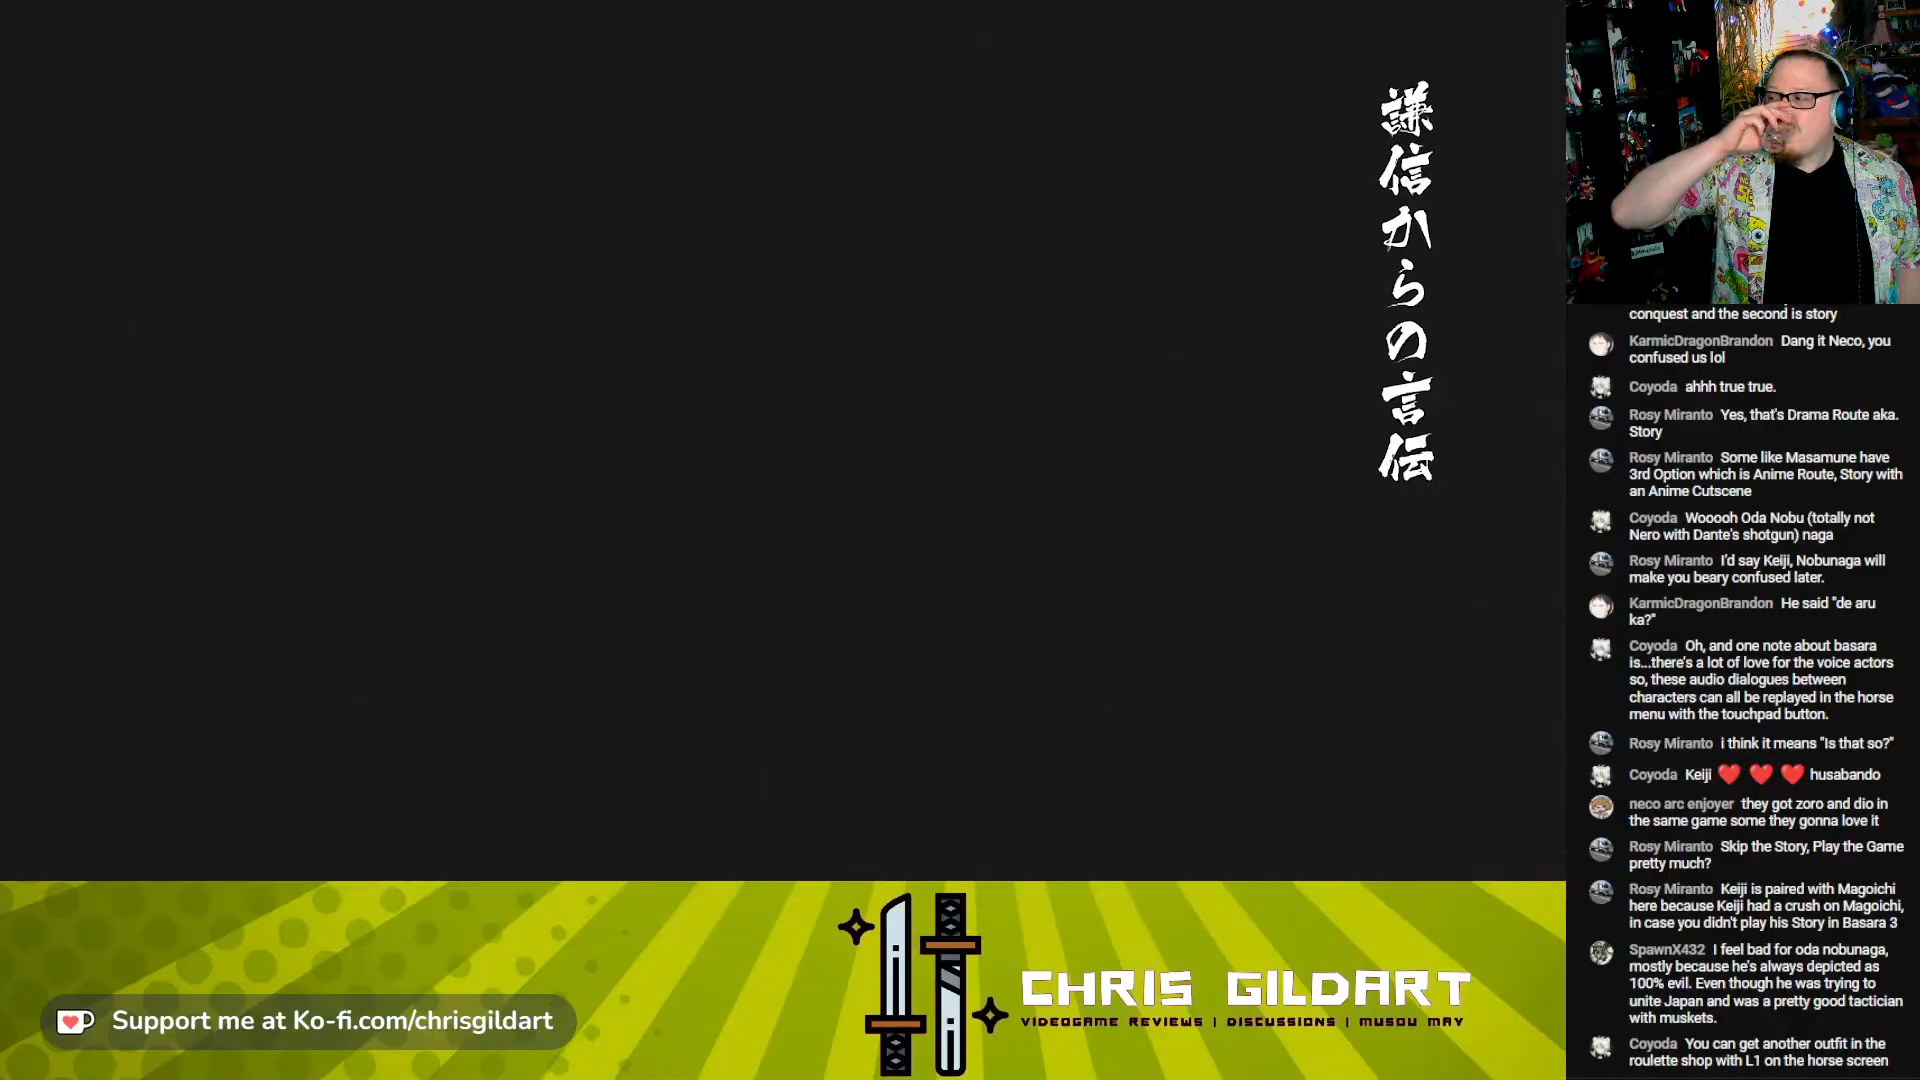 謙信からの言伝
conquest and the second is story
KarmicDragonBrandon Dang it Neco, you
confused us lol
Coyoda ahhh true true.
Rosy Miranto Yes, that's Drama Route aka.
Story
Rosy Miranto Some like Masamune have
3rd Option which is Anime Route, Story with
an Anime Cutscene
Coyoda Wooooh Oda Nobu (totally not
Nero with Dante's shotgun) naga
Rosy Miranto I'd say Keiji, Nobunaga will
make you beary confused later.
KarmicDragonBrandon He said "de aru
ka?"
Coyoda Oh, and one note about basara
is...there's a lot of love for the voice actors
so, these audio dialogues between
characters can all be replayed in the horse
menu with the touchpad button.
Rosy Miranto i think it means "Is that so?"
Coyoda Keiji ❤️ ❤️ ❤️ husabando
neco arc enjoyer they got zoro and dio in
the same game some they gonna love it
Rosy Miranto Skip the Story, Play the Game
pretty much?
Rosy Miranto Keiji is paired with Magoichi
here because Keiji had a crush on Magoichi,
in case you didn't play his Story in Basara 3
SpawnX432 I feel bad for oda nobunaga,
mostly because he's always depicted as
100% evil. Even though he was trying to
unite Japan and was a pretty good tactician
with muskets.
Coyoda You can get another outfit in the
roulette shop with L1 on the horse screen
CHRIS GILDART
VIDEOGAME REVIEWS | DISCUSSIONS | MUSOU MAY
Support me at Ko-fi.com/chrisgildart